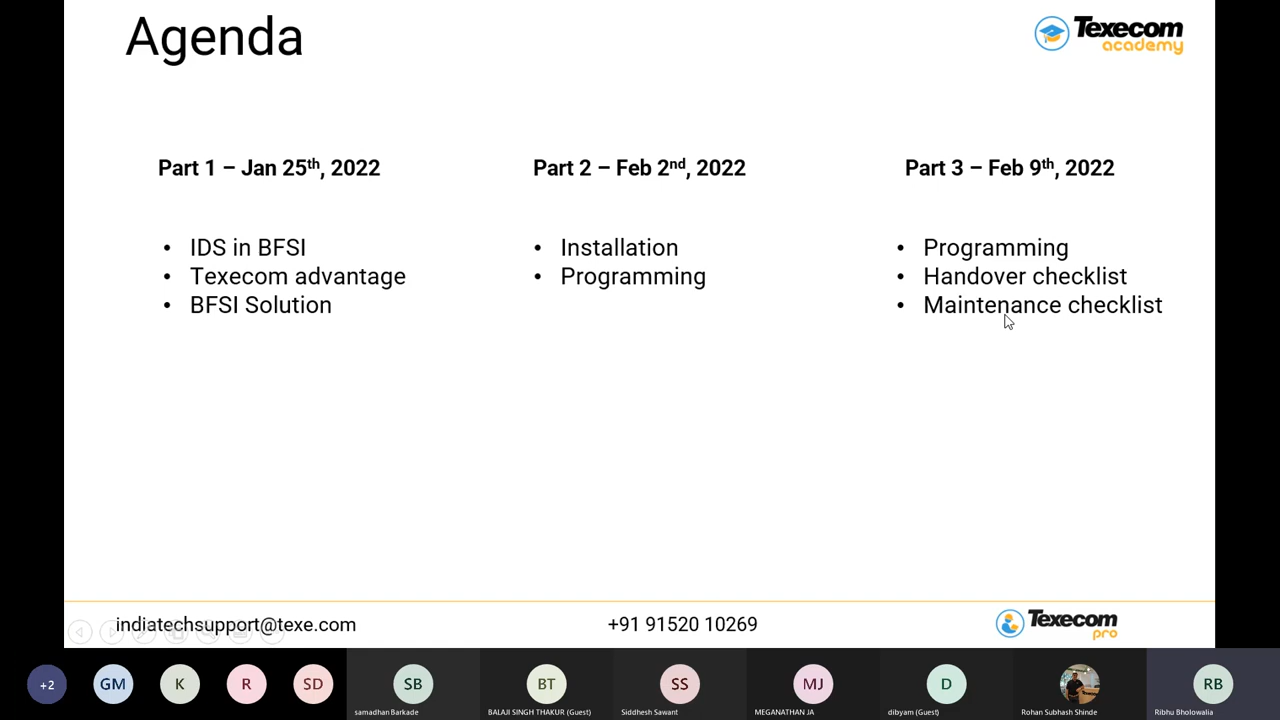 Agenda
Texecom
academy
Part 1 – Jan 25th, 2022
Part 2 – Feb 2nd, 2022
Part 3 – Feb 9th, 2022
• IDS in BFSI
• Texecom advantage
• BFSI Solution
• Installation
• Programming
• Programming
• Handover checklist
• Maintenance checklist
indiatechsupport@texe.com
+91 91520 10269
Texecom
pro
+2
GM
K
R
SD
SB
samadhan Barkade
BT
BALAJI SINGH THAKUR (Guest)
SS
Siddhesh Sawant
MJ
MEGANATHAN JA
D
dibyam (Guest)
Rohan Subhash Shinde
RB
Ribhu Bholowalia